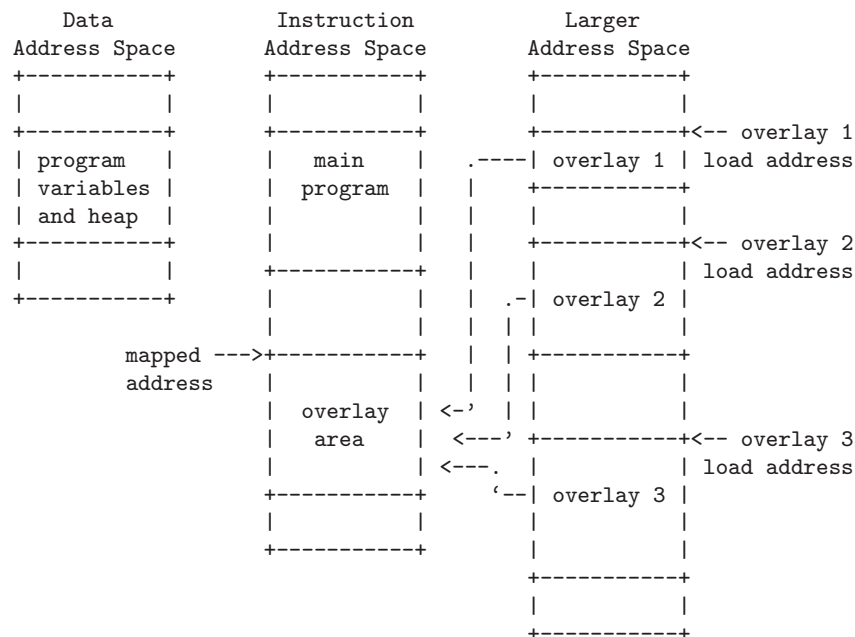 Data             Instruction            Larger
Address Space       Address Space        Address Space
+-----------+       +-----------+        +-----------+
|           |       |           |        |           |
+-----------+       +-----------+        +-----------+<-- overlay 1
| program   |       |   main    |   .----| overlay 1 | load address
| variables |       |  program  |   |    +-----------+
| and heap  |       |           |   |    |           |
+-----------+       |           |   |    +-----------+<-- overlay 2
|           |       +-----------+   |    |           | load address
+-----------+       |           |   |  .-| overlay 2 |
                    |           |   |  | |           |
         mapped --->+-----------+   |  | +-----------+
         address    |           |   |  | |           |
                    |  overlay  | <-'  | |           |
                    |   area    |  <---' +-----------+<-- overlay 3
                    |           | <---.  |           | load address
                    +-----------+     ‘--| overlay 3 |
                    |           |        |           |
                    +-----------+        |           |
                                         +-----------+
                                         |           |
                                         +-----------+